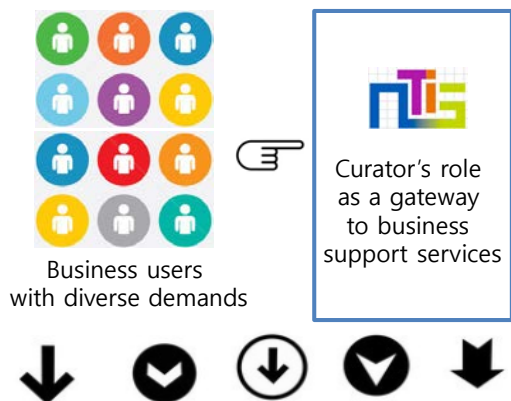 NTiS
Curator's role
as a gateway
to business
support services
Business users
with diverse demands